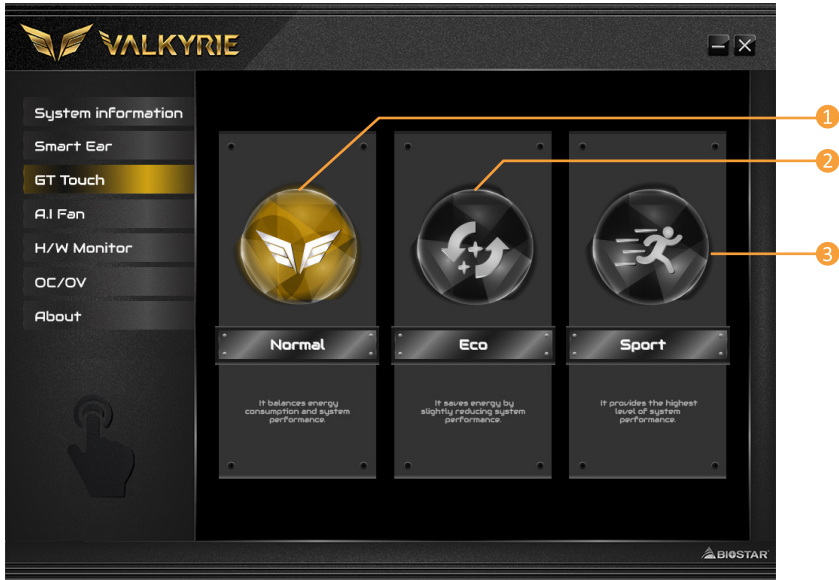 VALKYRIE
System information
Smart Ear
GT Touch
A.I Fan
H/W Monitor
OC/OV
About
1
2
3
Normal
It balances energy
consumption and system
performance.
Eco
It saves energy by
slightly reducing system
performance.
Sport
It provides the highest
level of system
performance.
BIOSTAR